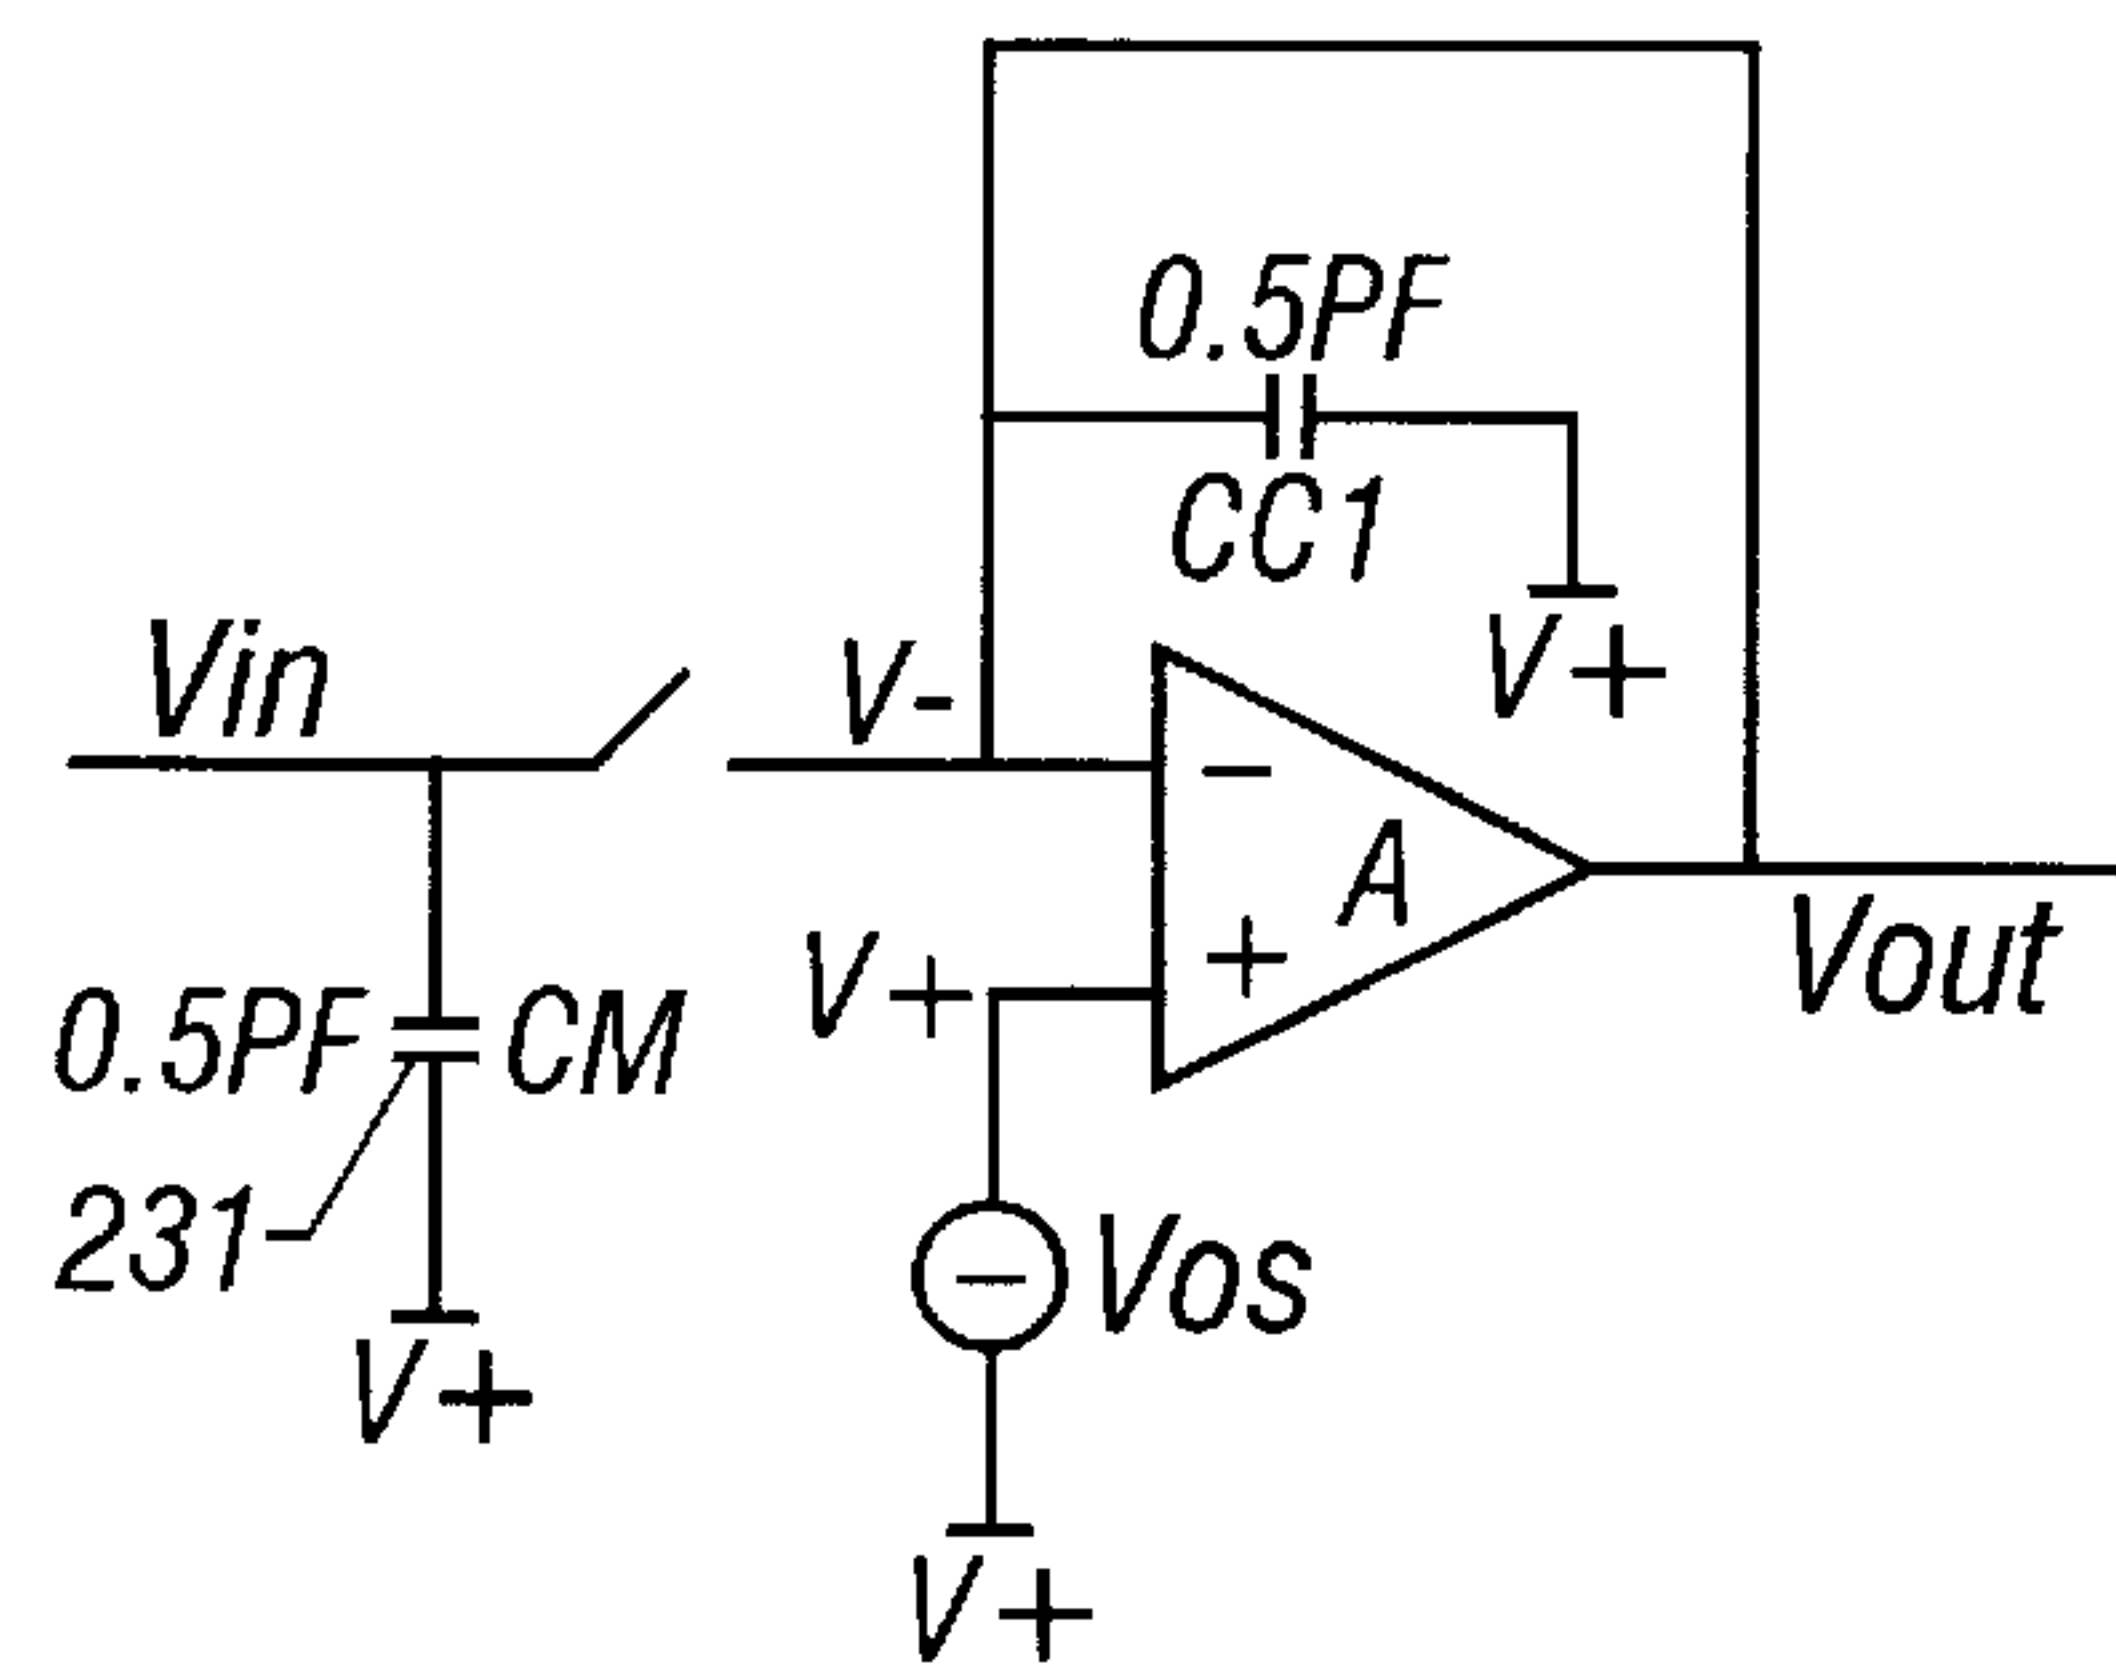 0.5PF
CC1
V+
Vin
V-
-
A
+
V+
Vout
0.5PF CM
231
V+
- Vos
V+